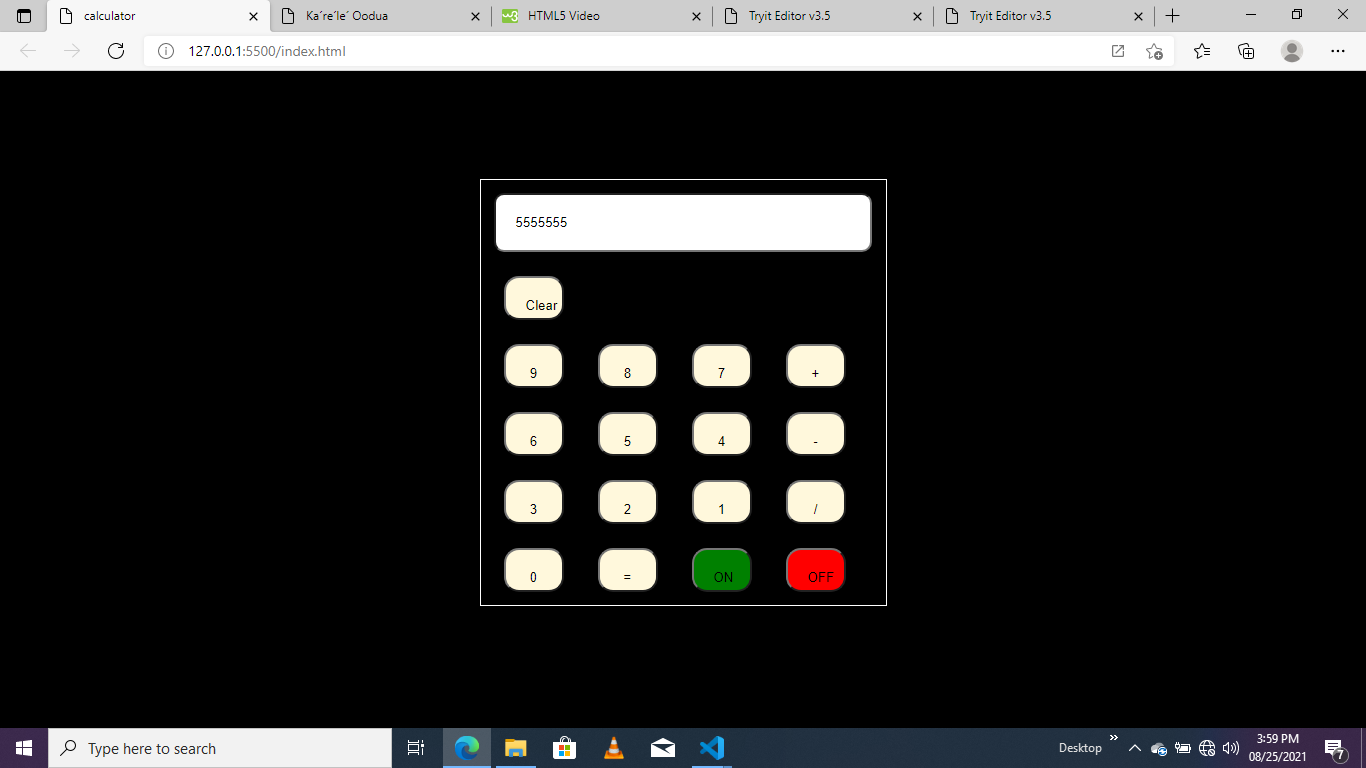 calculator
Ka´re´le´ Oodua
HTML5 Video
Tryit Editor v3.5
Tryit Editor v3.5
127.0.0.1:5500/index.html
5555555
Clear
9 8 7 +
6 5 4 -
3 2 1 /
0 = ON OFF
Type here to search
Desktop
3:59 PM
08/25/2021
7